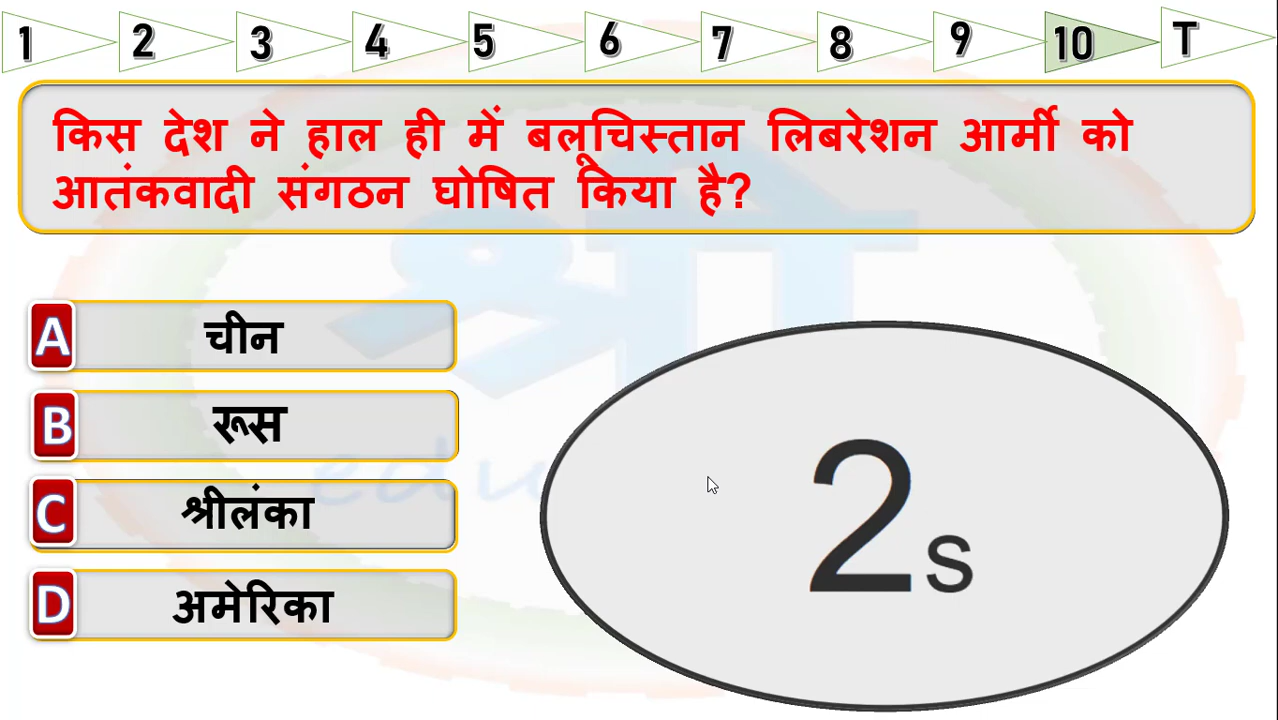 1 2 3 4 5 6 7 8 9 10 T
किस देश ने हाल ही में बलूचिस्तान लिबरेशन आर्मी को
आतंकवादी संगठन घोषित किया है?
A चीन
B रूस
C श्रीलंका
D अमेरिका
2s
श्री
edu